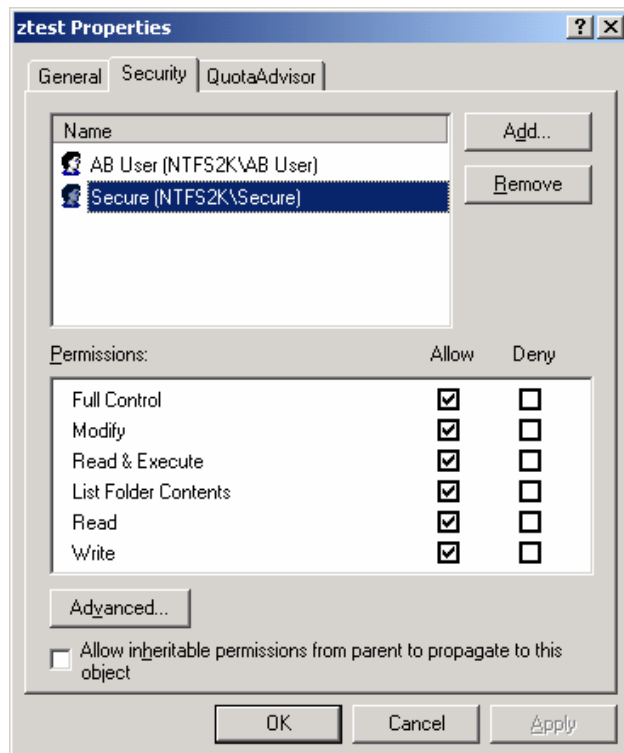 ztest Properties
General Security QuotaAdvisor
Name
Add...
AB User (NTFS2K\AB User)
Remove
Secure (NTFS2K\Secure)
Permissions: Allow Deny
Full Control
Modify
Read & Execute
List Folder Contents
Read
Write
Advanced...
Allow inheritable permissions from parent to propagate to this
object
OK Cancel Apply